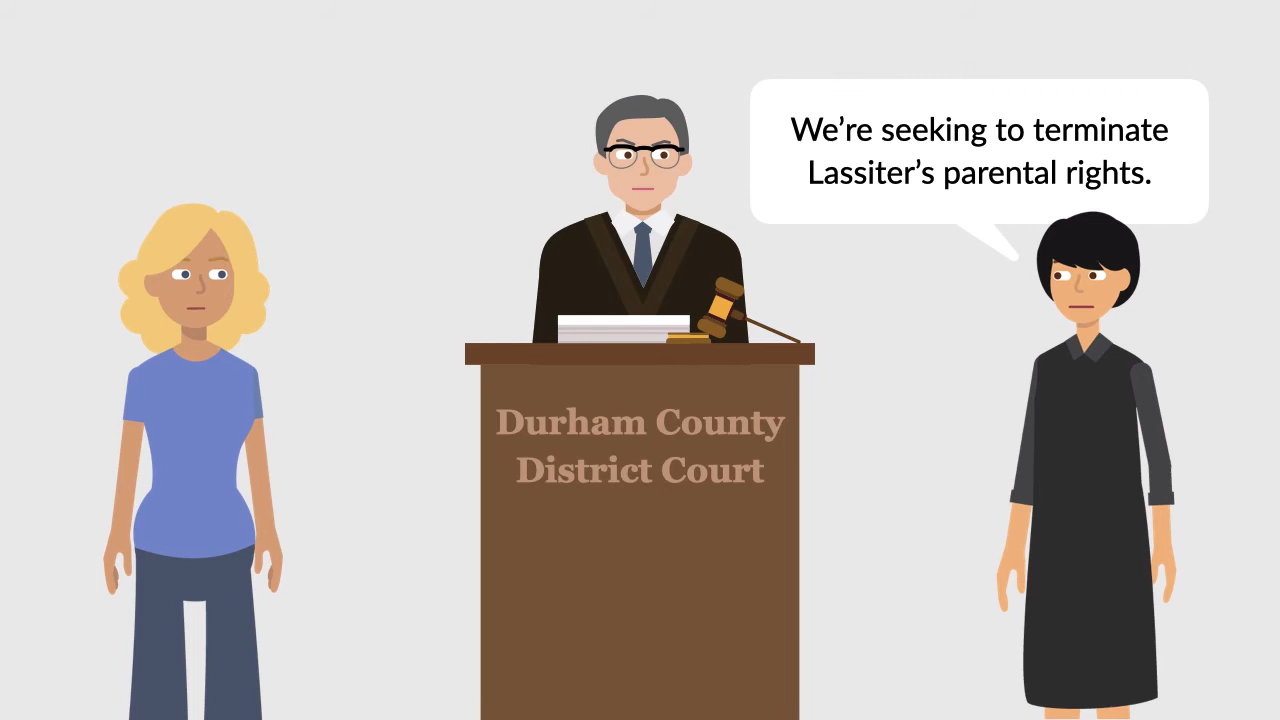 We’re seeking to terminate
Lassiter’s parental rights.
Durham County
District Court